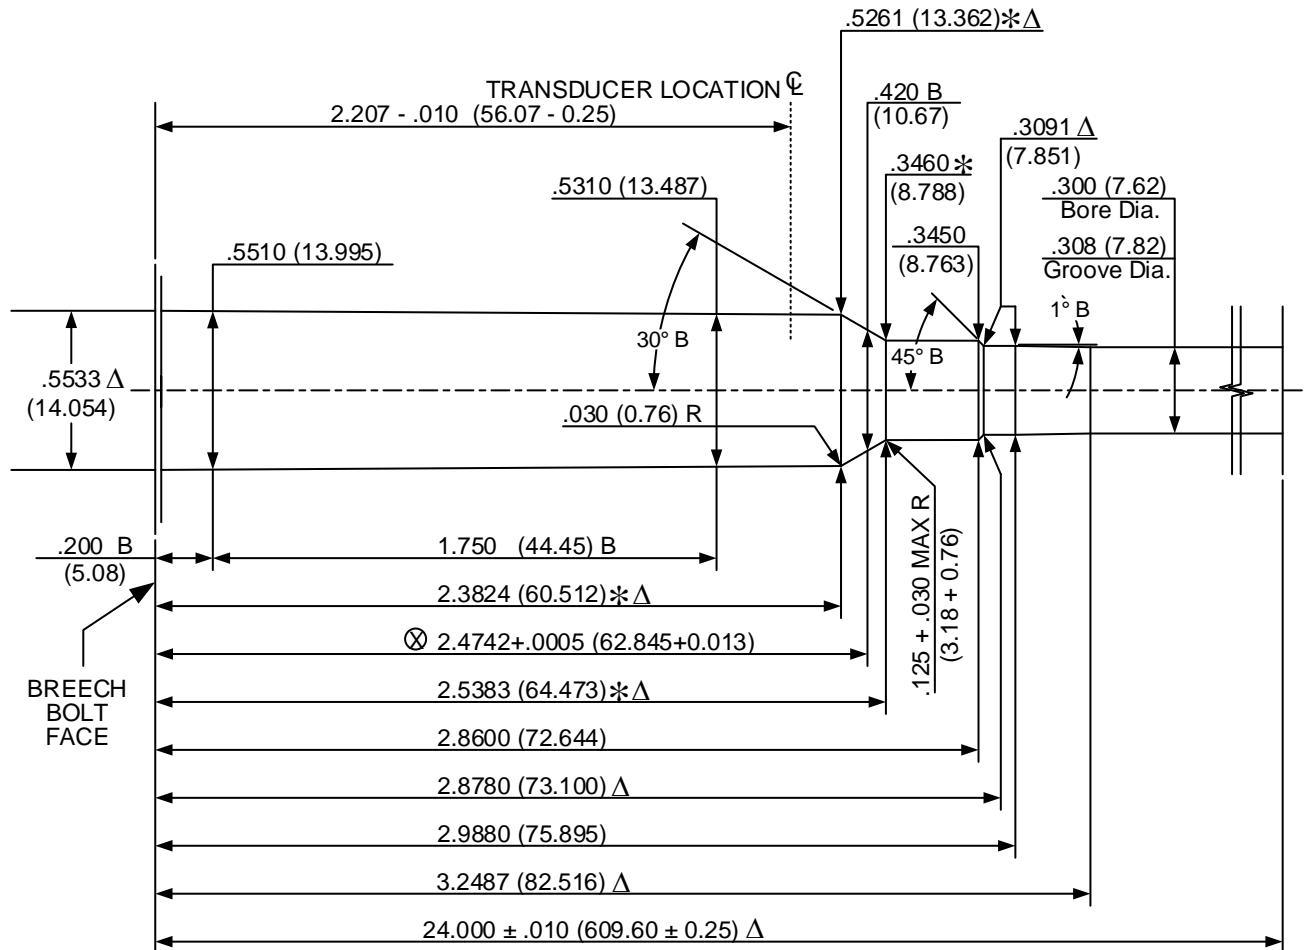 .5261 (13.362)✻Δ
TRANSDUCER LOCATION ℄
2.207 - .010 (56.07 - 0.25)
.420 B
(10.67)
.3091 Δ
(7.851)
.3460✻
(8.788)
.5310 (13.487)
.300 (7.62)
Bore Dia.
.3450
(8.763)
.308 (7.82)
Groove Dia.
.5510 (13.995)
1° B
30° B
45° B
.5533 Δ
(14.054)
.030 (0.76) R
.125 + .030 MAX R
(3.18 + 0.76)
.200 B
(5.08)
1.750 (44.45) B
2.3824 (60.512)✻Δ
ⓧ 2.4742+.0005 (62.845+0.013)
BREECH
BOLT
FACE
2.5383 (64.473)✻Δ
2.8600 (72.644)
2.8780 (73.100) Δ
2.9880 (75.895)
3.2487 (82.516) Δ
24.000 ± .010 (609.60 ± 0.25) Δ